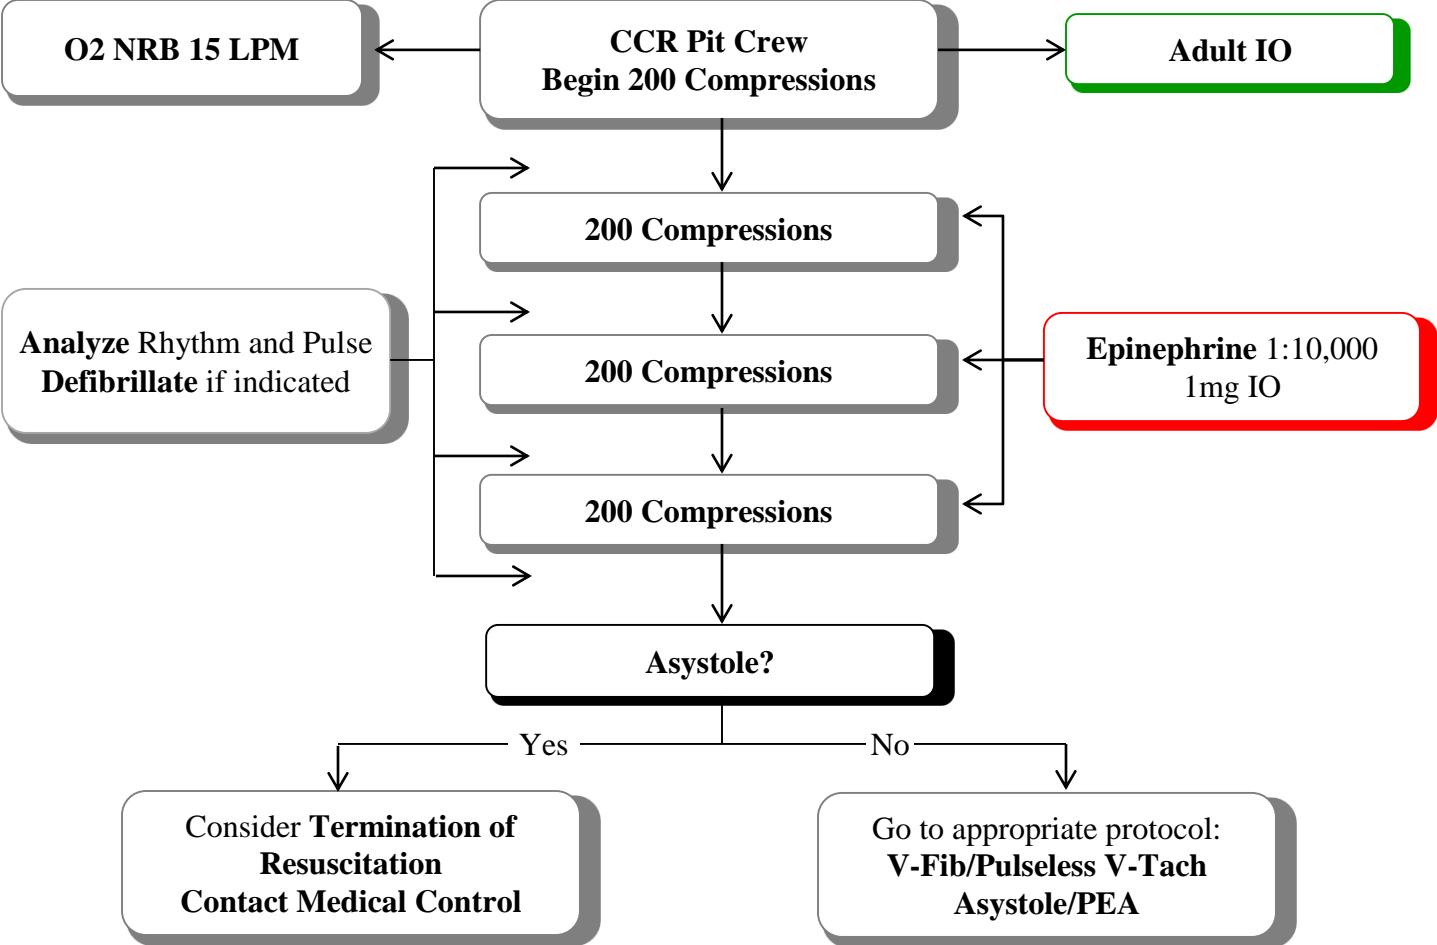 O2 NRB 15 LPM
CCR Pit Crew
Begin 200 Compressions
Adult IO
200 Compressions
Analyze Rhythm and Pulse
Defibrillate if indicated
200 Compressions
Epinephrine 1:10,000
1mg IO
200 Compressions
Asystole?
Yes
No
Consider Termination of
Resuscitation
Contact Medical Control
Go to appropriate protocol:
V-Fib/Pulseless V-Tach
Asystole/PEA